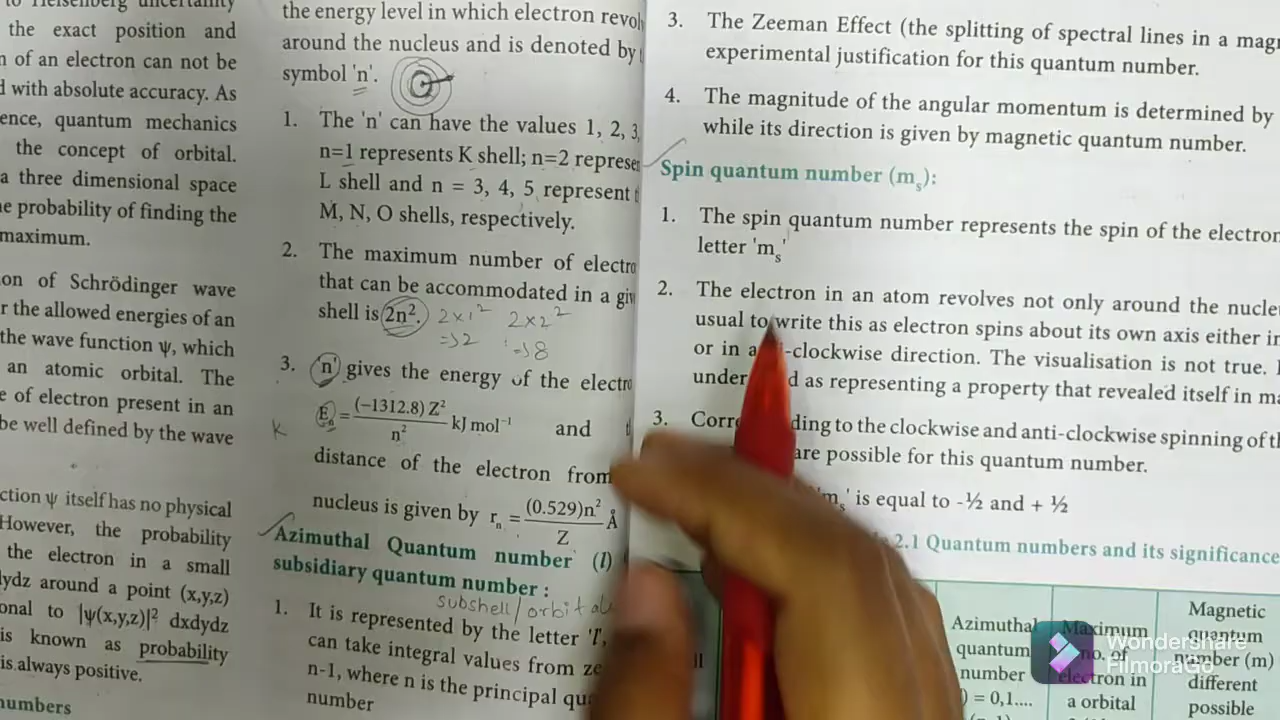 to Heisenberg uncertainty
the exact position and
n of an electron can not be
d with absolute accuracy. As
ence, quantum mechanics
the concept of orbital.
a three dimensional space
e probability of finding the
maximum.
on of Schrödinger wave
r the allowed energies of an
the wave function ψ, which
an atomic orbital. The
e of electron present in an
be well defined by the wave
ction ψ itself has no physical
However, the probability
the electron in a small
dydz around a point (x,y,z)
onal to |ψ(x,y,z)|² dxdydz
is known as probability
is always positive.
numbers
the energy level in which electron revolv
around the nucleus and is denoted by
symbol 'n'.
1. The 'n' can have the values 1, 2, 3,
n=1 represents K shell; n=2 represe
L shell and n = 3, 4, 5 represent
M, N, O shells, respectively.
2. The maximum number of electro
that can be accommodated in a giv
shell is 2n². 2×1² 2×2²
=>2 =>8
3. 'n' gives the energy of the electro
Eₙ = (−1312.8) Z² / n² kJ mol⁻¹ and
K
distance of the electron from
nucleus is given by rₙ = (0.529)n² / Z Å
Azimuthal Quantum number (l)
subsidiary quantum number :
subshell/orbital
1. It is represented by the letter 'l',
can take integral values from ze
n-1, where n is the principal qu
number
3. The Zeeman Effect (the splitting of spectral lines in a magn
experimental justification for this quantum number.
4. The magnitude of the angular momentum is determined by
while its direction is given by magnetic quantum number.
Spin quantum number (mₛ):
1. The spin quantum number represents the spin of the electron
letter 'mₛ'
2. The electron in an atom revolves not only around the nucle
usual to write this as electron spins about its own axis either in
or in a -clockwise direction. The visualisation is not true.
under d as representing a property that revealed itself in ma
3. Corr ding to the clockwise and anti-clockwise spinning of th
are possible for this quantum number.
'mₛ' is equal to -½ and + ½
2.1 Quantum numbers and its significance
Azimuthal
quantum
number
) = 0,1....
Maximum
no. of
electron in
a orbital
Magnetic
quantum
number (m)
different
possible
Wondershare
FilmoraGo